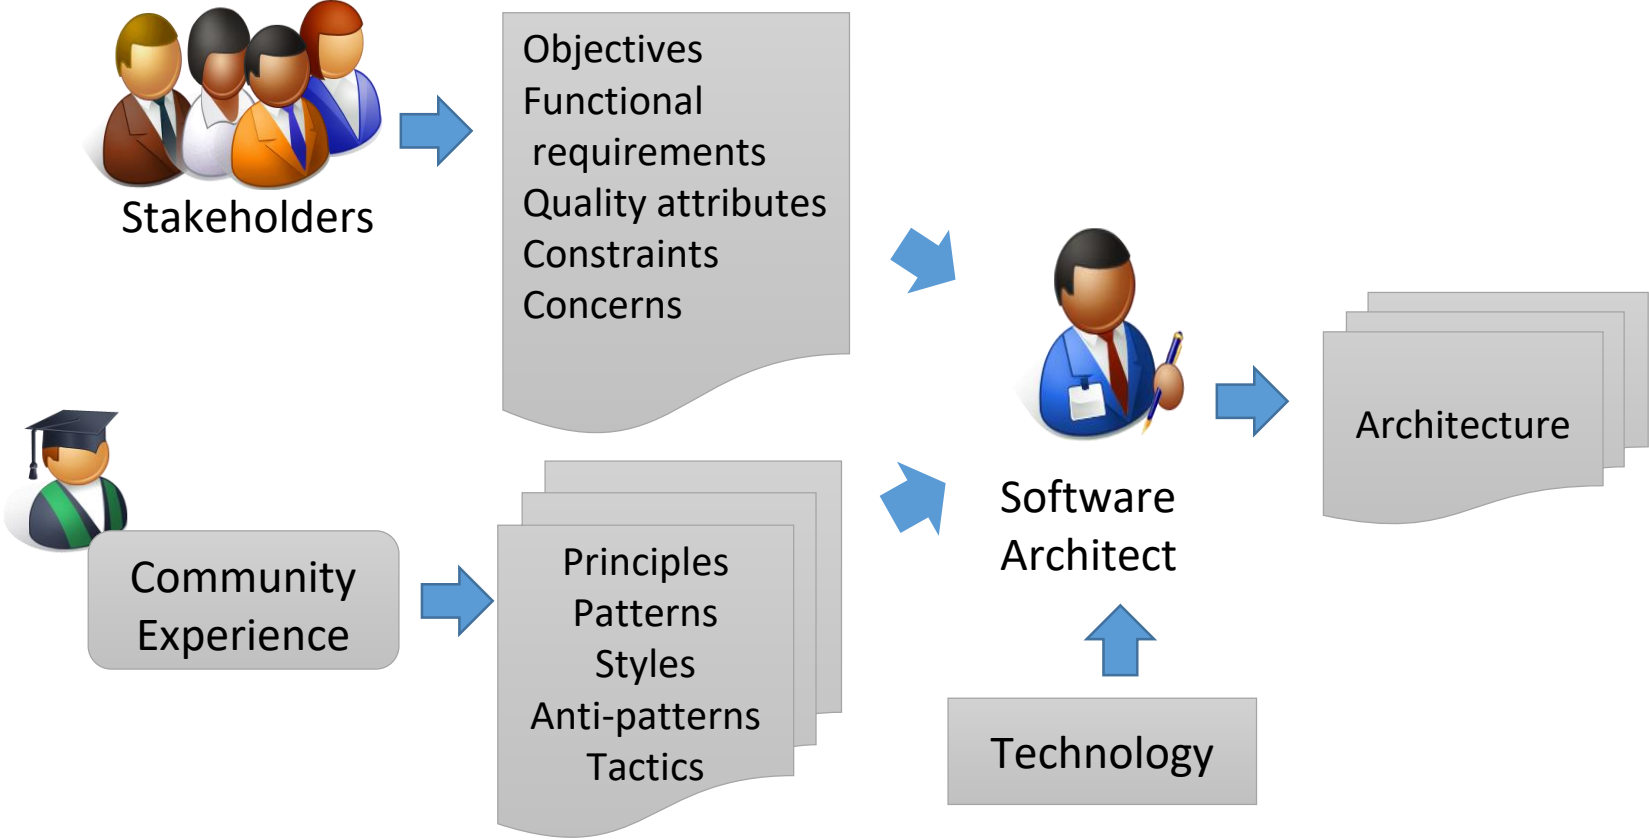 Stakeholders
Objectives
Functional
requirements
Quality attributes
Constraints
Concerns
Community
Experience
Principles
Patterns
Styles
Anti-patterns
Tactics
Software
Architect
Technology
Architecture